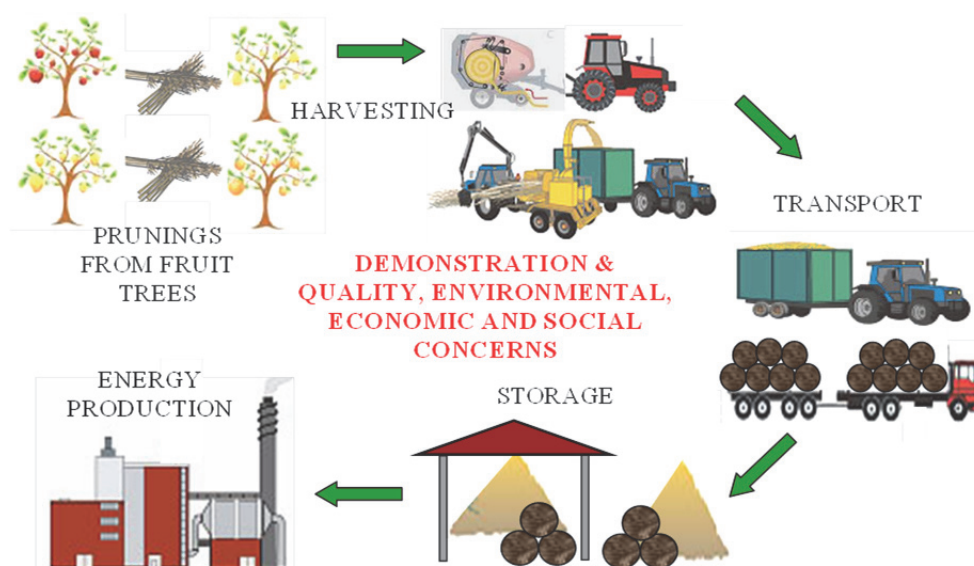 HARVESTING
PRUNINGS
FROM FRUIT
TREES
TRANSPORT
DEMONSTRATION &
QUALITY, ENVIRONMENTAL,
ECONOMIC AND SOCIAL
CONCERNS
STORAGE
ENERGY
PRODUCTION